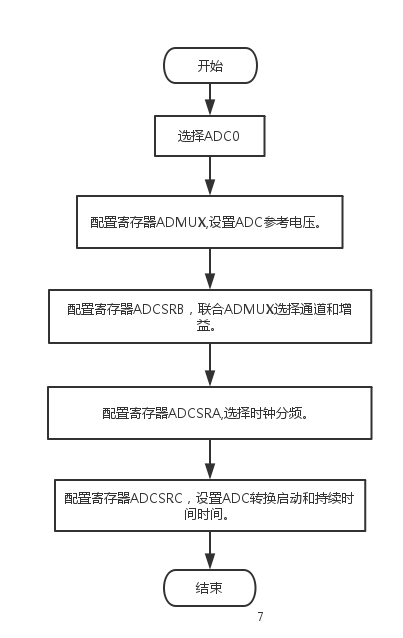 开始
选择ADC0
配置寄存器ADMUX,设置ADC参考电压。
配置寄存器ADCSRB，联合ADMUX选择通道和增
益。
配置寄存器ADCSRA,选择时钟分频。
配置寄存器ADCSRC，设置ADC转换启动和持续时
间时间。
结束
7